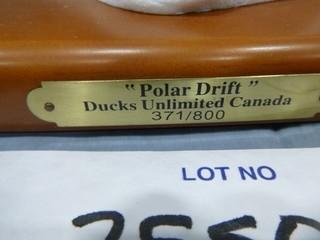 " Polar Drift "
Ducks Unlimited Canada
371/800
LOT NO